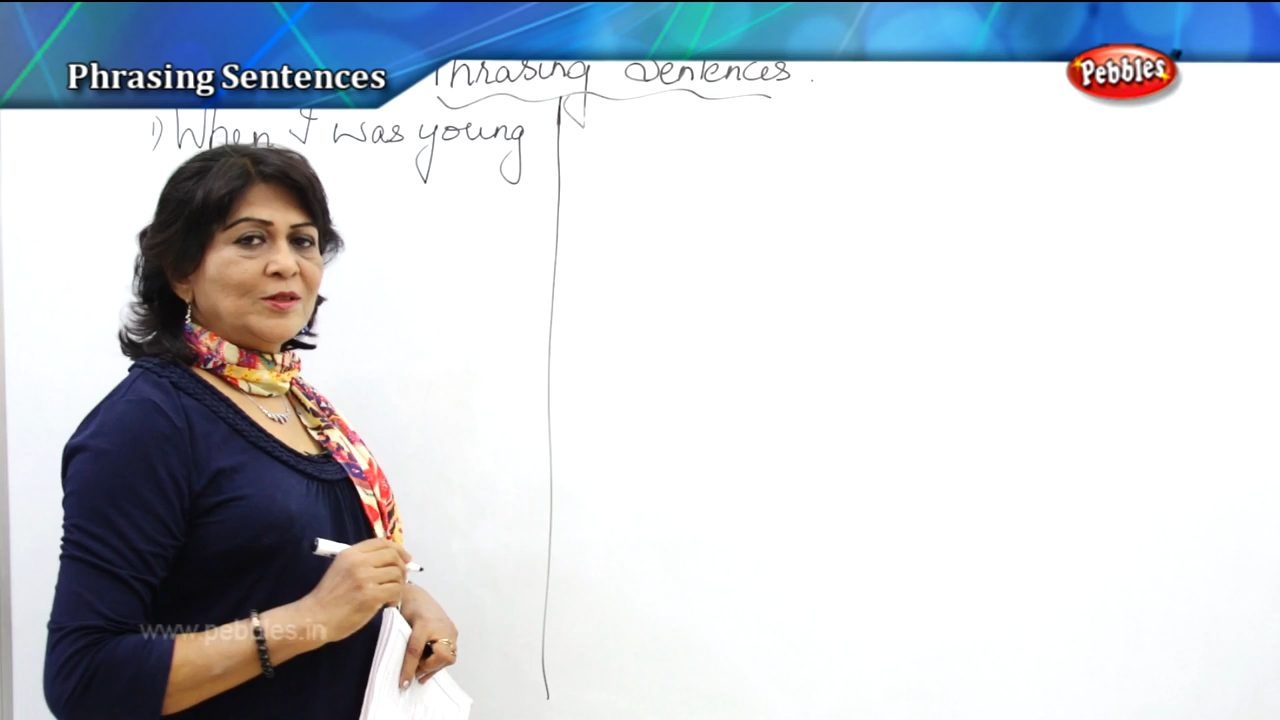 Phrasing Sentences
Pebbles
Phrasing Sentences.
1) When I was young
www.pebbles.in